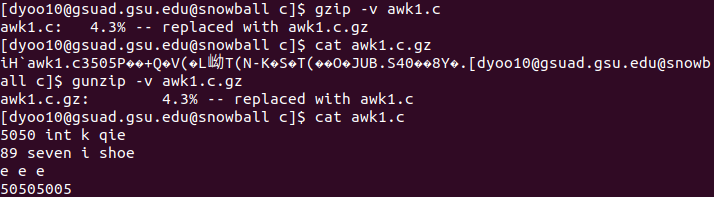 [dyoo10@gsuad.gsu.edu@snowball c]$ gzip -v awk1.c
awk1.c:   4.3% -- replaced with awk1.c.gz
[dyoo10@gsuad.gsu.edu@snowball c]$ cat awk1.c.gz
iH`awk1.c3505P��+Q�V(�L㘭T(N-K�S�T(��O�JUB.S40��8Y�.[dyoo10@gsuad.gsu.edu@snowb
all c]$ gunzip -v awk1.c.gz
awk1.c.gz:        4.3% -- replaced with awk1.c
[dyoo10@gsuad.gsu.edu@snowball c]$ cat awk1.c
5050 int k qie
89 seven i shoe
e e e
50505005